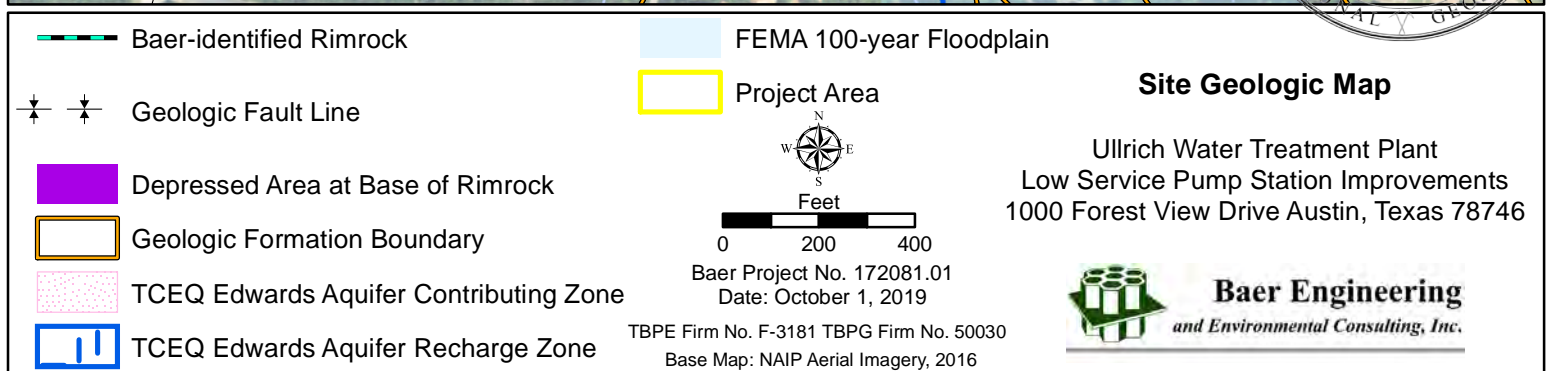 NAL GEO
Baer-identified Rimrock
Geologic Fault Line
Depressed Area at Base of Rimrock
Geologic Formation Boundary
TCEQ Edwards Aquifer Contributing Zone
TCEQ Edwards Aquifer Recharge Zone
FEMA 100-year Floodplain
Project Area
N
W E
S
Feet
0 200 400
Baer Project No. 172081.01
Date: October 1, 2019
TBPE Firm No. F-3181 TBPG Firm No. 50030
Base Map: NAIP Aerial Imagery, 2016
Site Geologic Map
Ullrich Water Treatment Plant
Low Service Pump Station Improvements
1000 Forest View Drive Austin, Texas 78746
Baer Engineering
and Environmental Consulting, Inc.